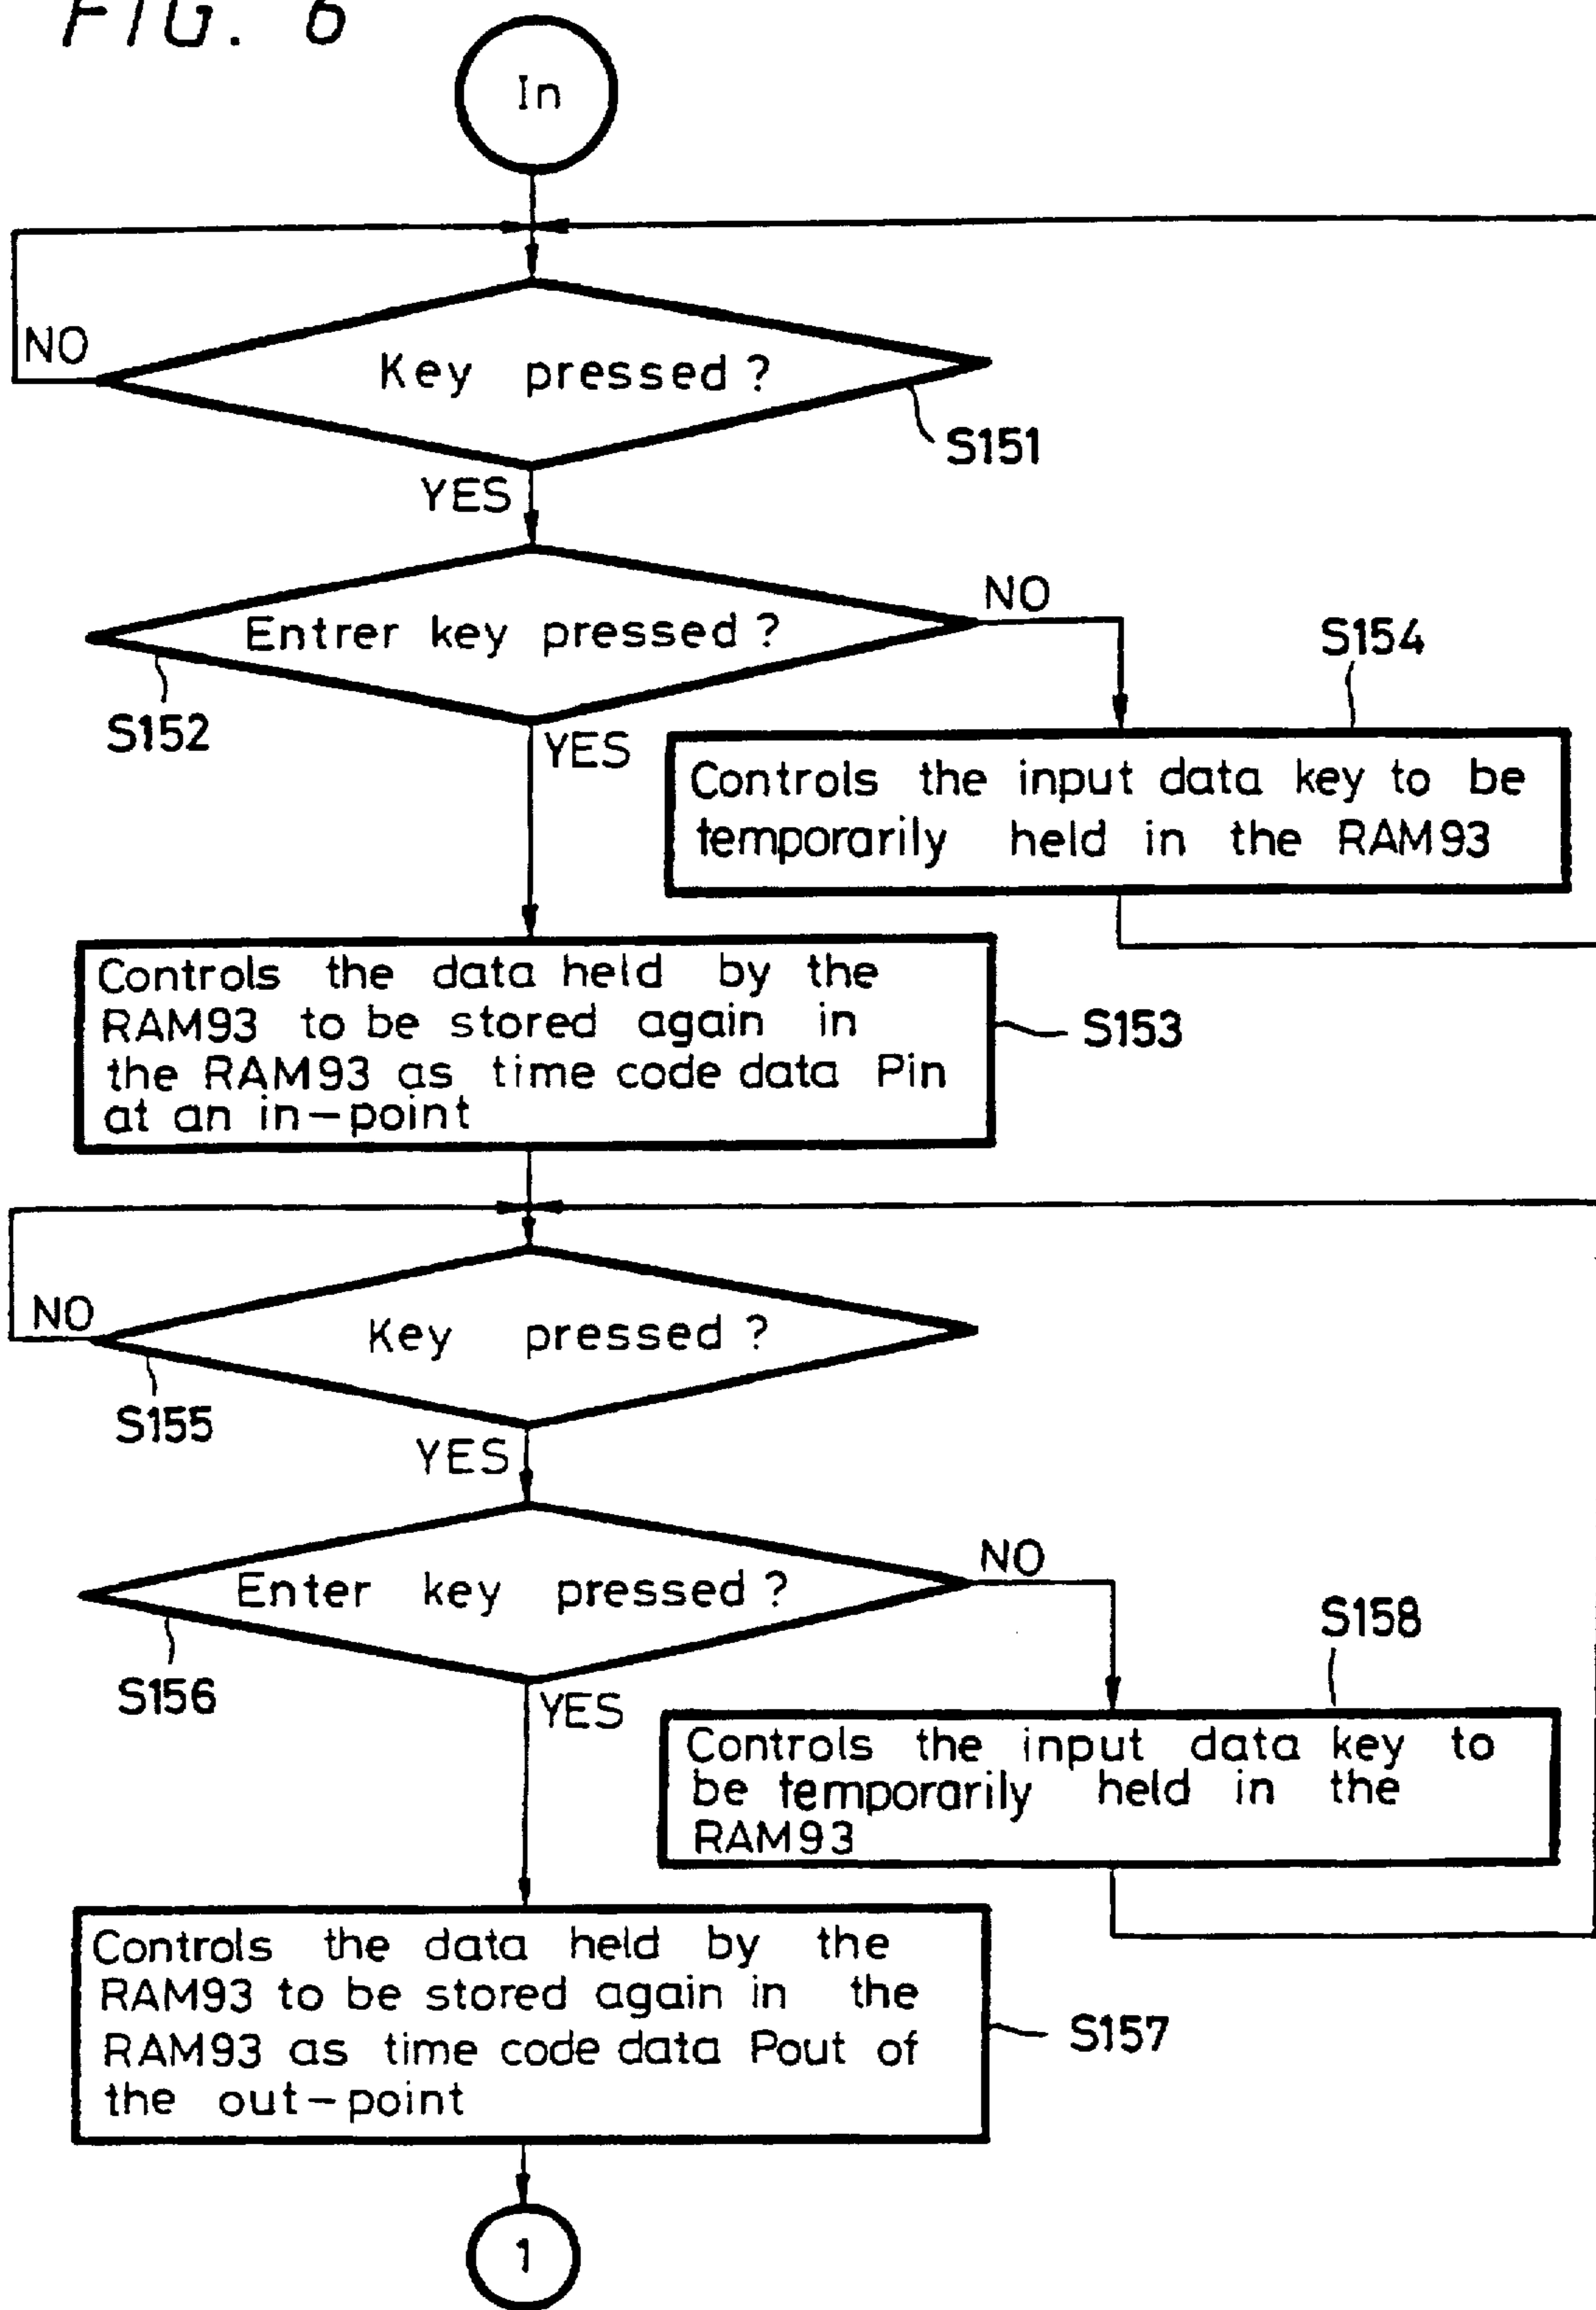 FIG. 6
In
NO
Key pressed?
S151
YES
Entrer key pressed?
NO
S152
S154
YES
Controls the input data key to be
temporarily held in the RAM93
Controls the data held by the
RAM93 to be stored again in
the RAM93 as time code data Pin
at an in-point
S153
NO
Key pressed?
S155
YES
Enter key pressed?
NO
S156
S158
YES
Controls the input data key to
be temporarily held in the
RAM93
Controls the data held by the
RAM93 to be stored again in the
RAM93 as time code data Pout of
the out-point
S157
1